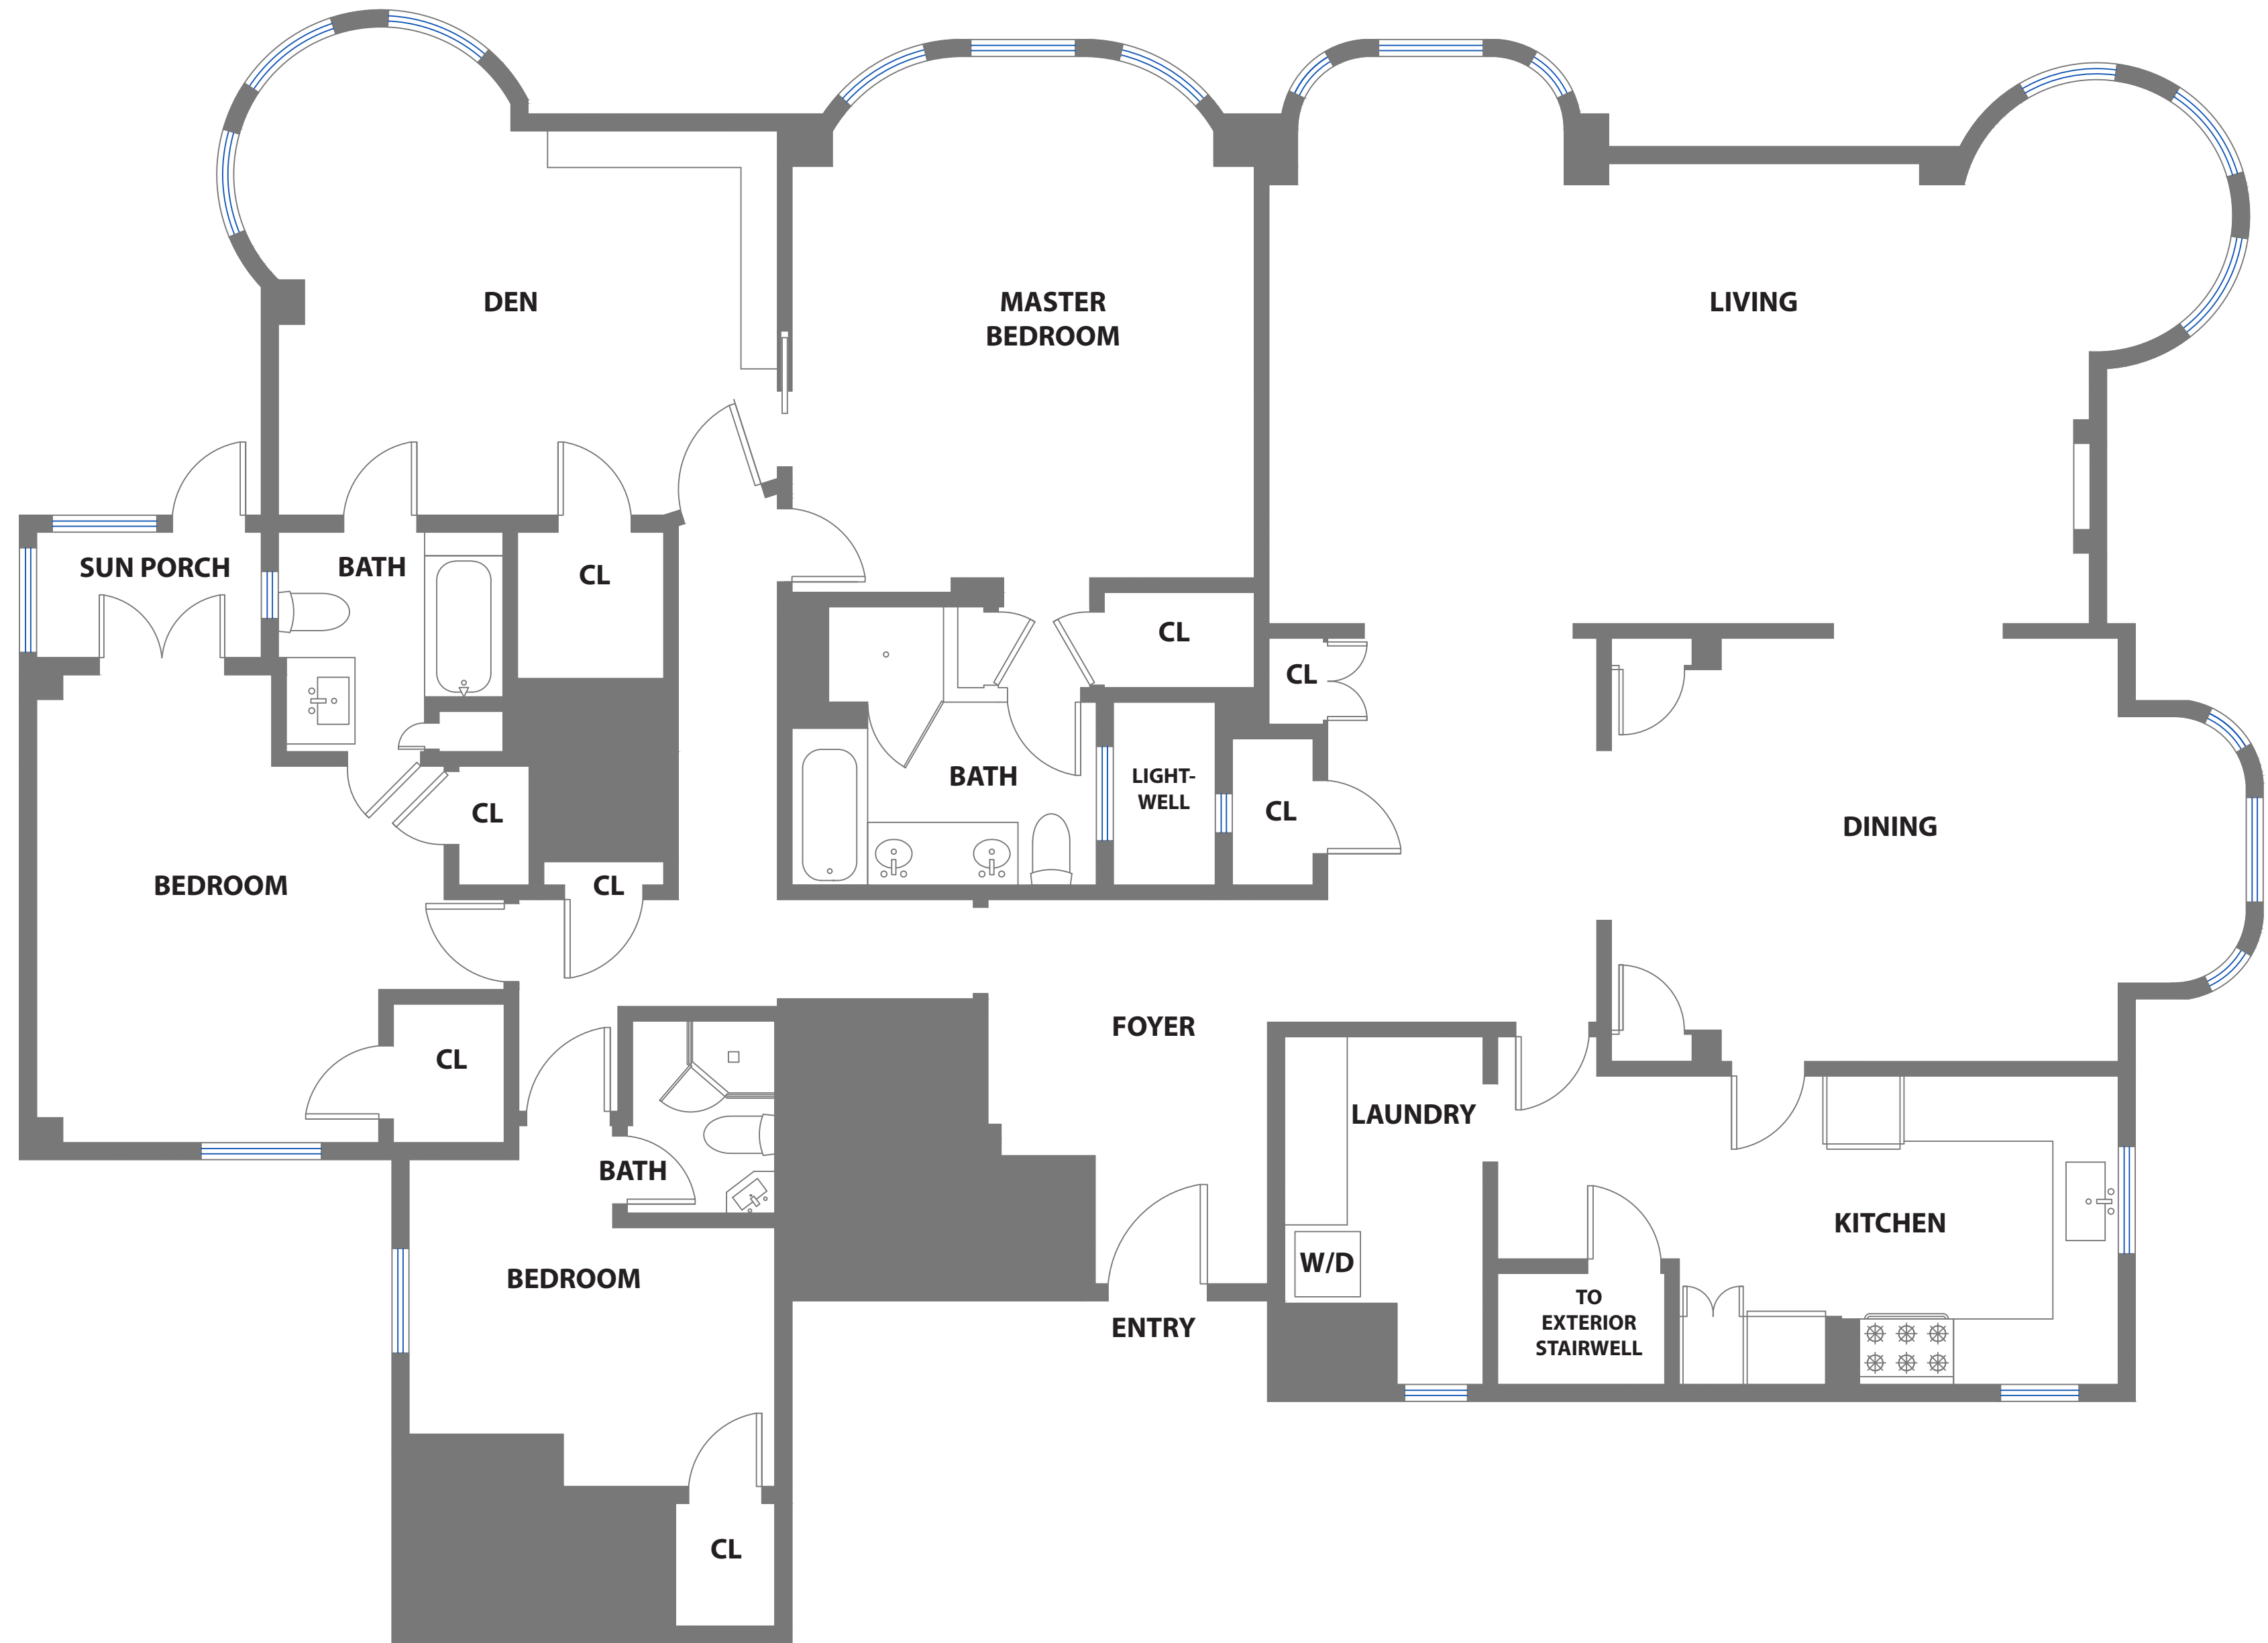 DEN
MASTER
BEDROOM
LIVING
SUN PORCH
BATH
CL
CL
CL
BATH
LIGHT-
WELL
CL
CL
DINING
BEDROOM
CL
FOYER
CL
LAUNDRY
BATH
KITCHEN
BEDROOM
W/D
TO
EXTERIOR
STAIRWELL
ENTRY
CL